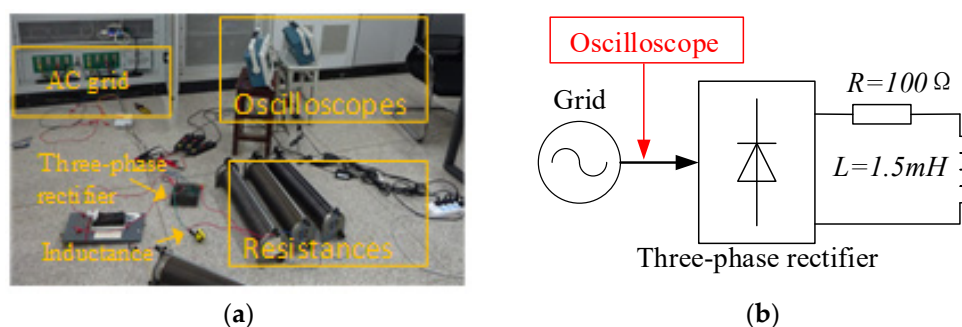 AC grid
Oscilloscopes
Three-phase
rectifier
Inductance
Resistances
(a)
Oscilloscope
Grid
R=100 Ω
L=1.5mH
Three-phase rectifier
(b)